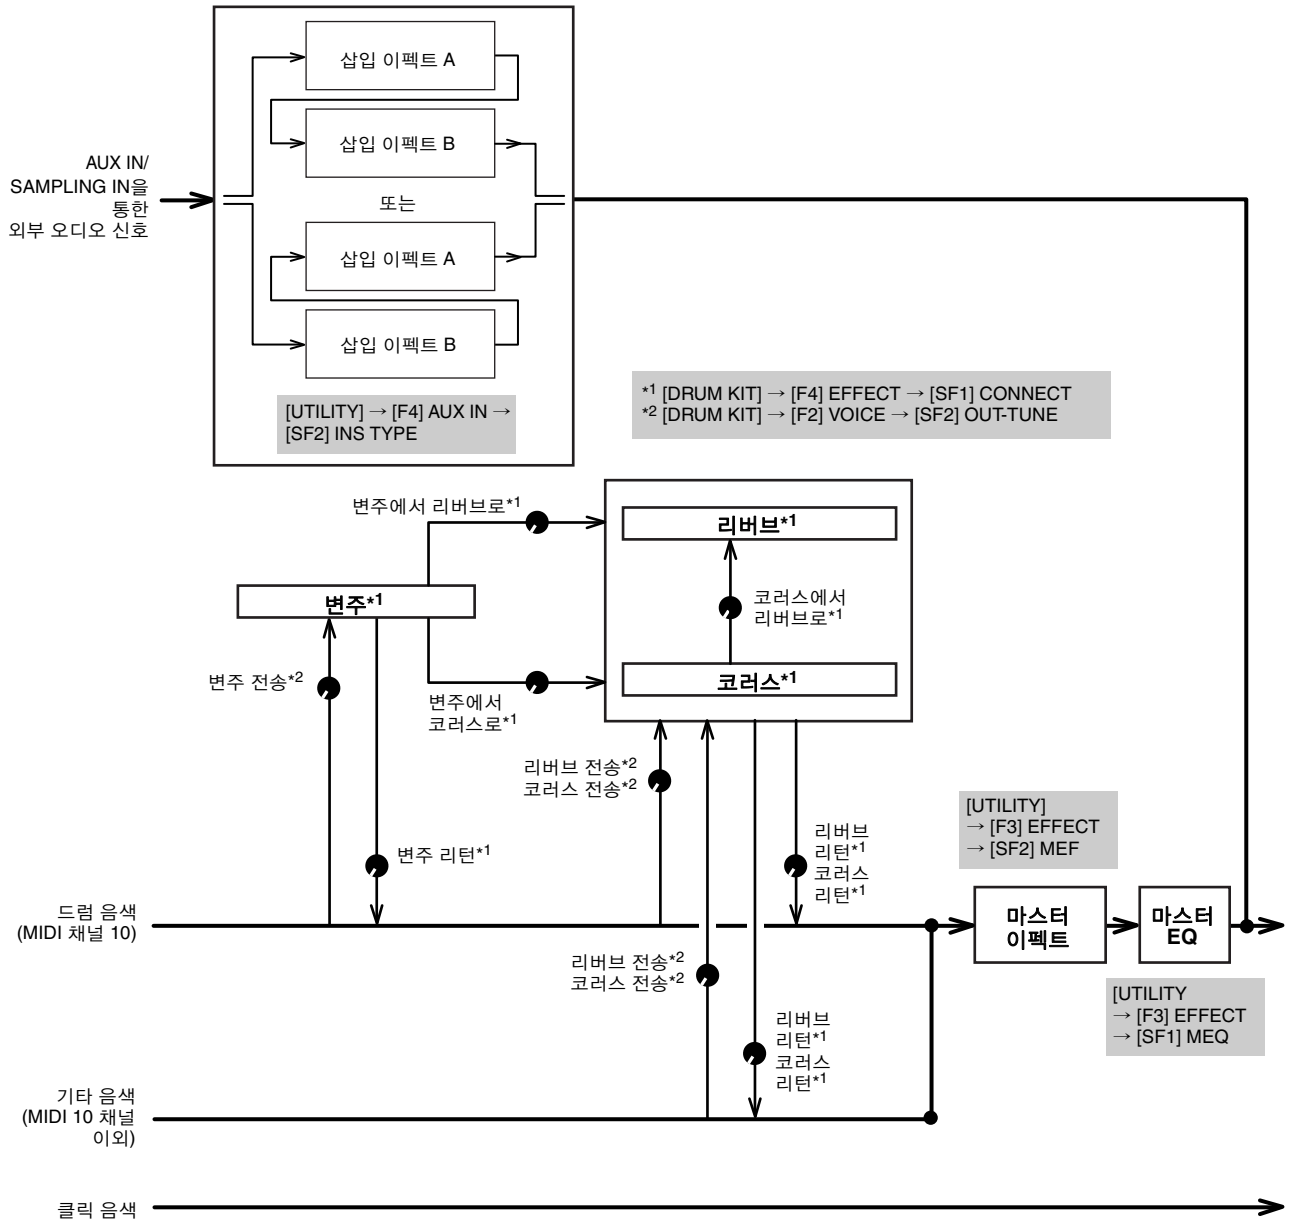 삽입 이펙트 A
삽입 이펙트 B
또는
삽입 이펙트 A
삽입 이펙트 B
AUX IN/
SAMPLING IN을
통한
외부 오디오 신호
[UTILITY] → [F4] AUX IN →
[SF2] INS TYPE
*1 [DRUM KIT] → [F4] EFFECT → [SF1] CONNECT
*2 [DRUM KIT] → [F2] VOICE → [SF2] OUT-TUNE
변주에서 리버브로*1
리버브*1
변주*1
코러스에서
리버브로*1
변주 전송*2
코러스*1
변주에서
코러스로*1
리버브 전송*2
코러스 전송*2
변주 리턴*1
리버브
리턴*1
코러스
리턴*1
[UTILITY]
→ [F3] EFFECT
→ [SF2] MEF
드럼 음색
(MIDI 채널 10)
마스터
이펙트
마스터
EQ
리버브 전송*2
코러스 전송*2
[UTILITY
→ [F3] EFFECT
→ [SF1] MEQ
리버브
리턴*1
코러스
리턴*1
기타 음색
(MIDI 10 채널
이외)
클릭 음색